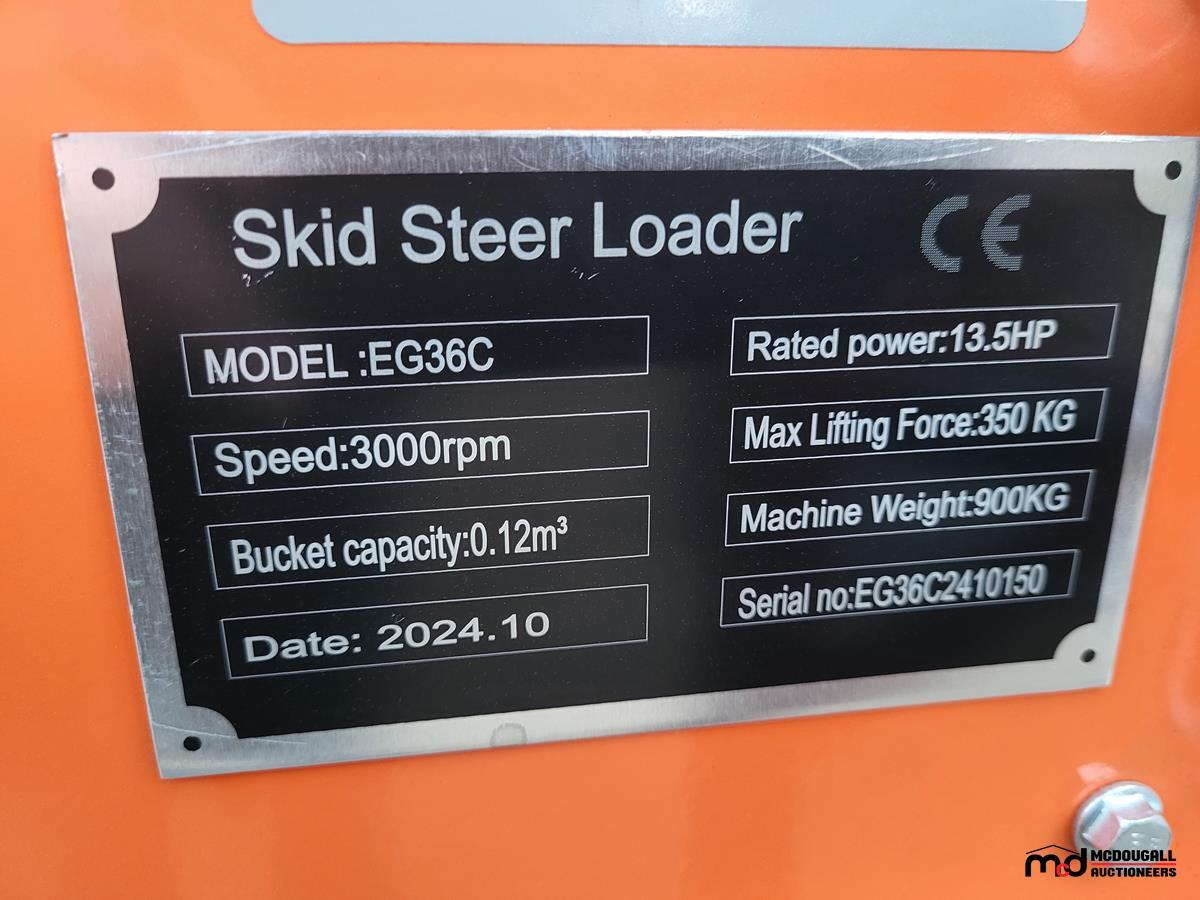 Skid Steer Loader CE
MODEL :EG36C
Speed:3000rpm
Bucket capacity:0.12m³
Date: 2024.10
Rated power:13.5HP
Max Lifting Force:350 KG
Machine Weight:900KG
Serial no:EG36C2410150
mcd MCDOUGALL
AUCTIONEERS